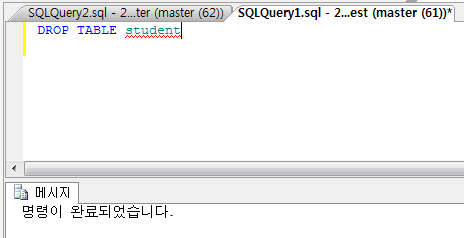 SQLQuery2.sql - 2...ter (master (62)) SQLQuery1.sql - 2...est (master (61))*
DROP TABLE student
메시지
명령이 완료되었습니다.